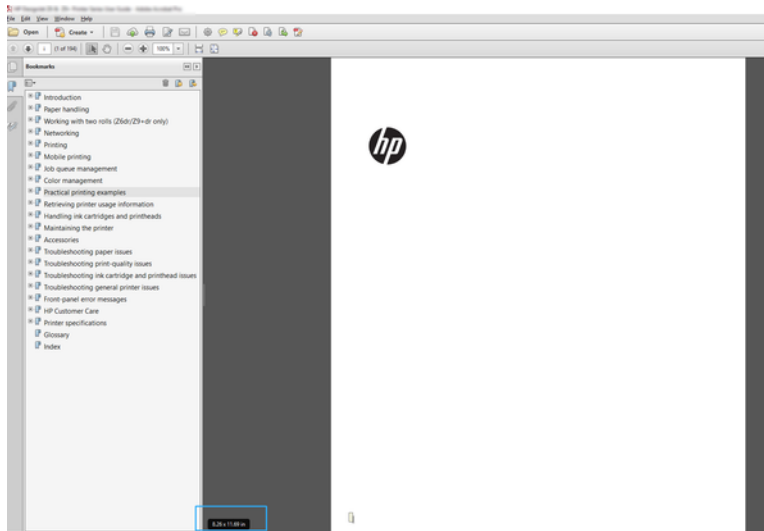 File Edit View Window Help
Open Create
1 (1 of 194) 100%
Bookmarks
Introduction
Paper handling
Working with two rolls (Z6dr/Z9+dr only)
Networking
Printing
Mobile printing
Job queue management
Color management
Practical printing examples
Retrieving printer usage information
Handling ink cartridges and printheads
Maintaining the printer
Accessories
Troubleshooting paper issues
Troubleshooting print-quality issues
Troubleshooting ink cartridge and printhead issues
Troubleshooting general printer issues
Front-panel error messages
HP Customer Care
Printer specifications
Glossary
Index
hp
8.26 x 11.69 in